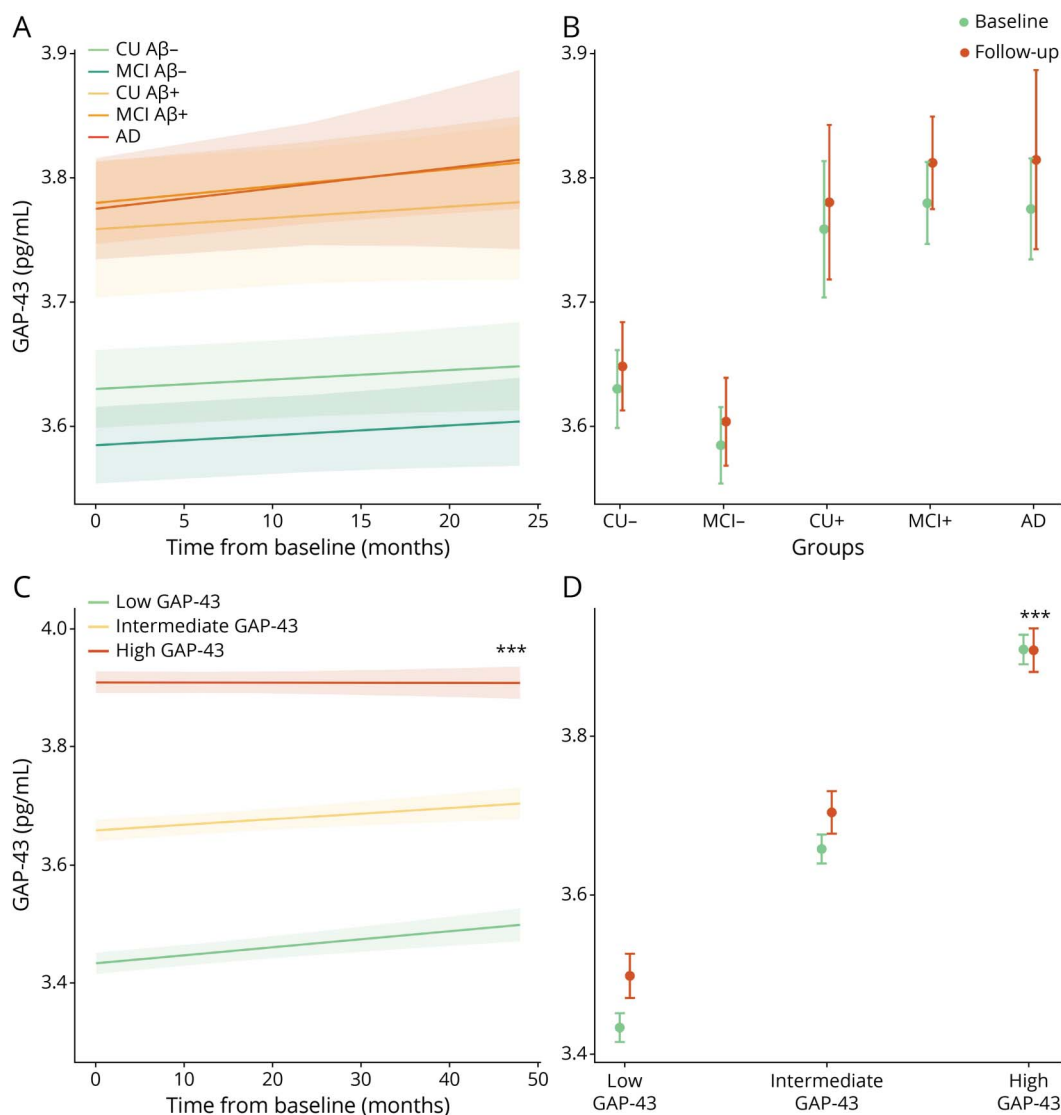 A
CU Aβ–
MCI Aβ–
CU Aβ+
MCI Aβ+
AD
3.9
3.8
3.7
3.6
GAP-43 (pg/mL)
0 5 10 15 20 25
Time from baseline (months)
B
Baseline
Follow-up
3.9
3.8
3.7
3.6
CU– MCI– CU+ MCI+ AD
Groups
C
Low GAP-43
Intermediate GAP-43
High GAP-43
***
4.0
3.8
3.6
3.4
GAP-43 (pg/mL)
0 10 20 30 40 50
Time from baseline (months)
D
***
3.8
3.6
3.4
Low GAP-43
Intermediate GAP-43
High GAP-43